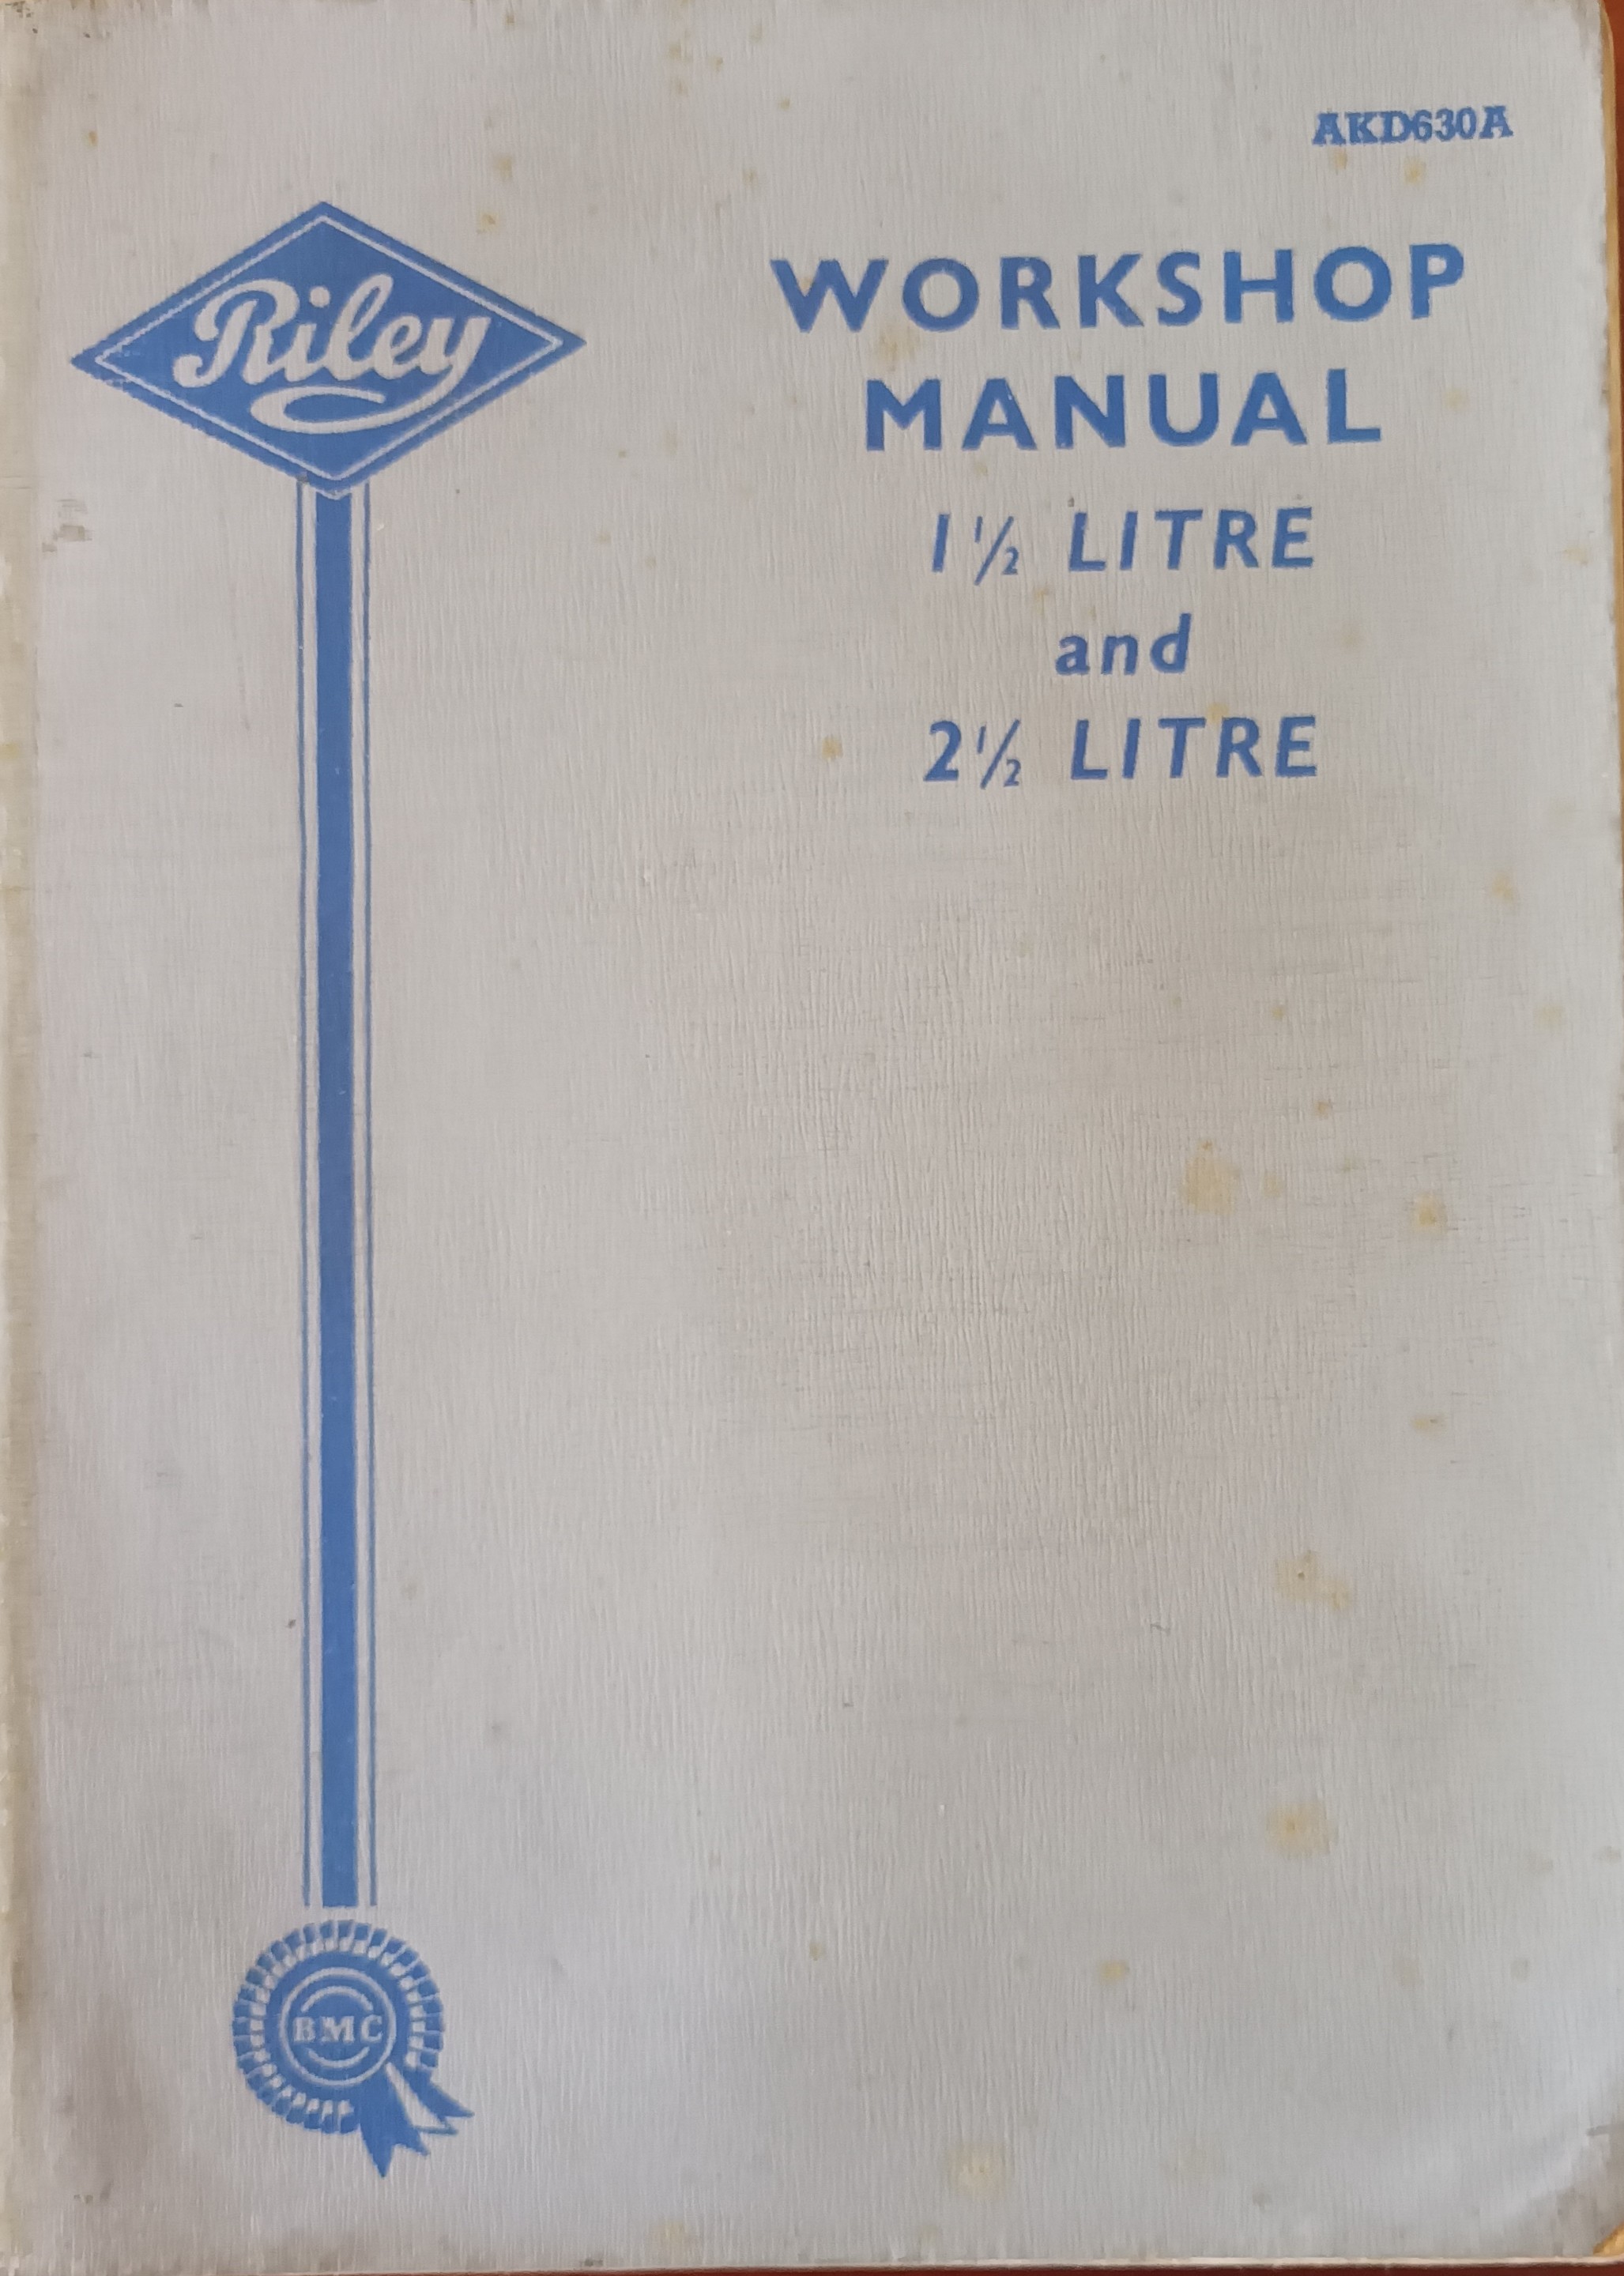 AKD630A
Riley
WORKSHOP
MANUAL
1½ LITRE
and
2½ LITRE
BMC